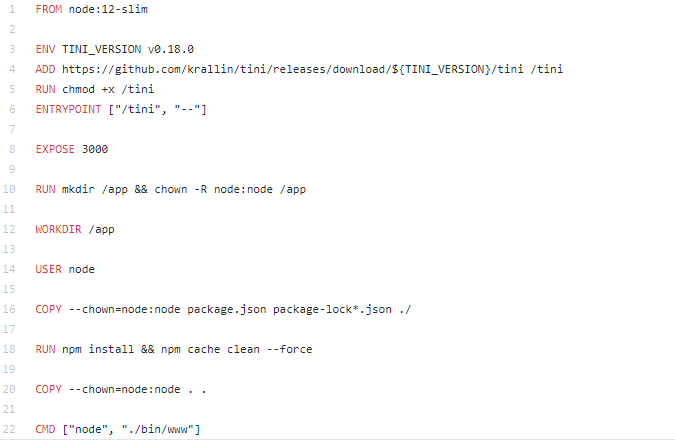 1 FROM node:12-slim
2
3 ENV TINI_VERSION v0.18.0
4 ADD https://github.com/krallin/tini/releases/download/${TINI_VERSION}/tini /tini
5 RUN chmod +x /tini
6 ENTRYPOINT ["/tini", "--"]
7
8 EXPOSE 3000
9
10 RUN mkdir /app && chown -R node:node /app
11
12 WORKDIR /app
13
14 USER node
15
16 COPY --chown=node:node package.json package-lock*.json ./
17
18 RUN npm install && npm cache clean --force
19
20 COPY --chown=node:node . .
21
22 CMD ["node", "./bin/www"]